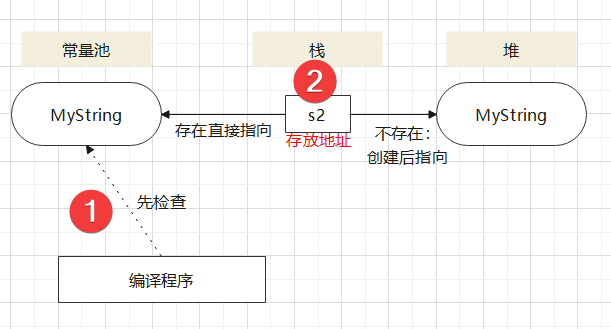 常量池
栈
堆
2
MyString
s2
MyString
存在直接指向
存放地址
不存在：
创建后指向
1
先检查
编译程序